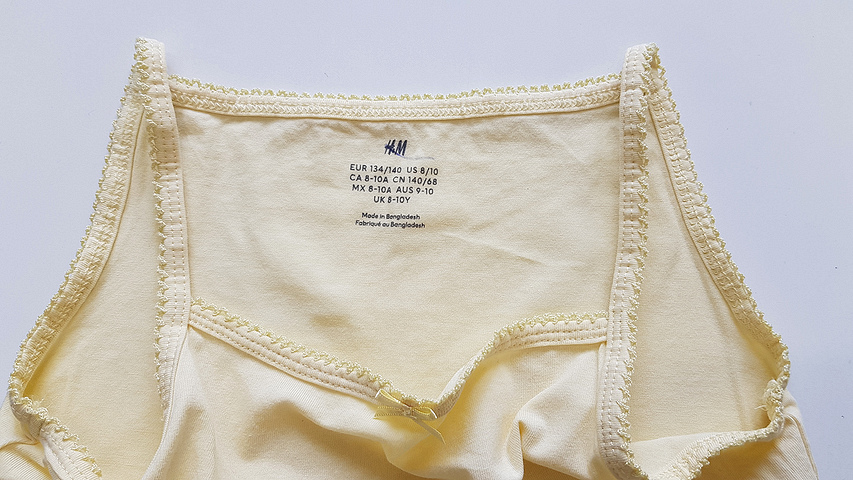 H&M
EUR 134/140 US 8/10
CA 8-10A CN 140/68
MX 8-10A AUS 9-10
UK 8-10Y
Made in Bangladesh
Fabriqué au Bangladesh